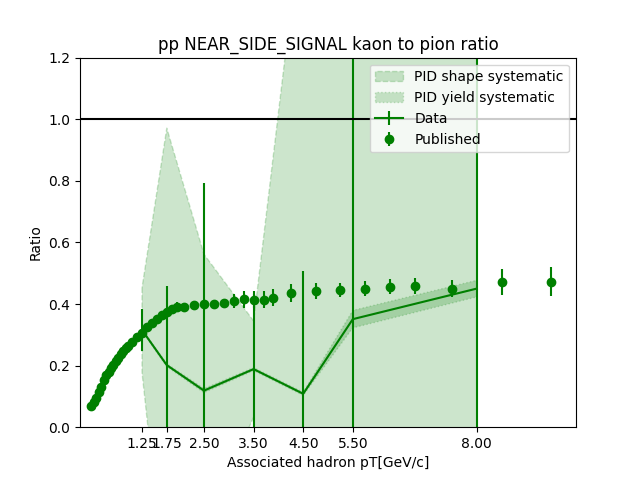 pp NEAR_SIDE_SIGNAL kaon to pion ratio
PID shape systematic
PID yield systematic
Data
Published
1.2
1.0
0.8
0.6
0.4
0.2
0.0
Ratio
1.25 1.75 2.50 3.50 4.50 5.50 8.00
Associated hadron pT[GeV/c]